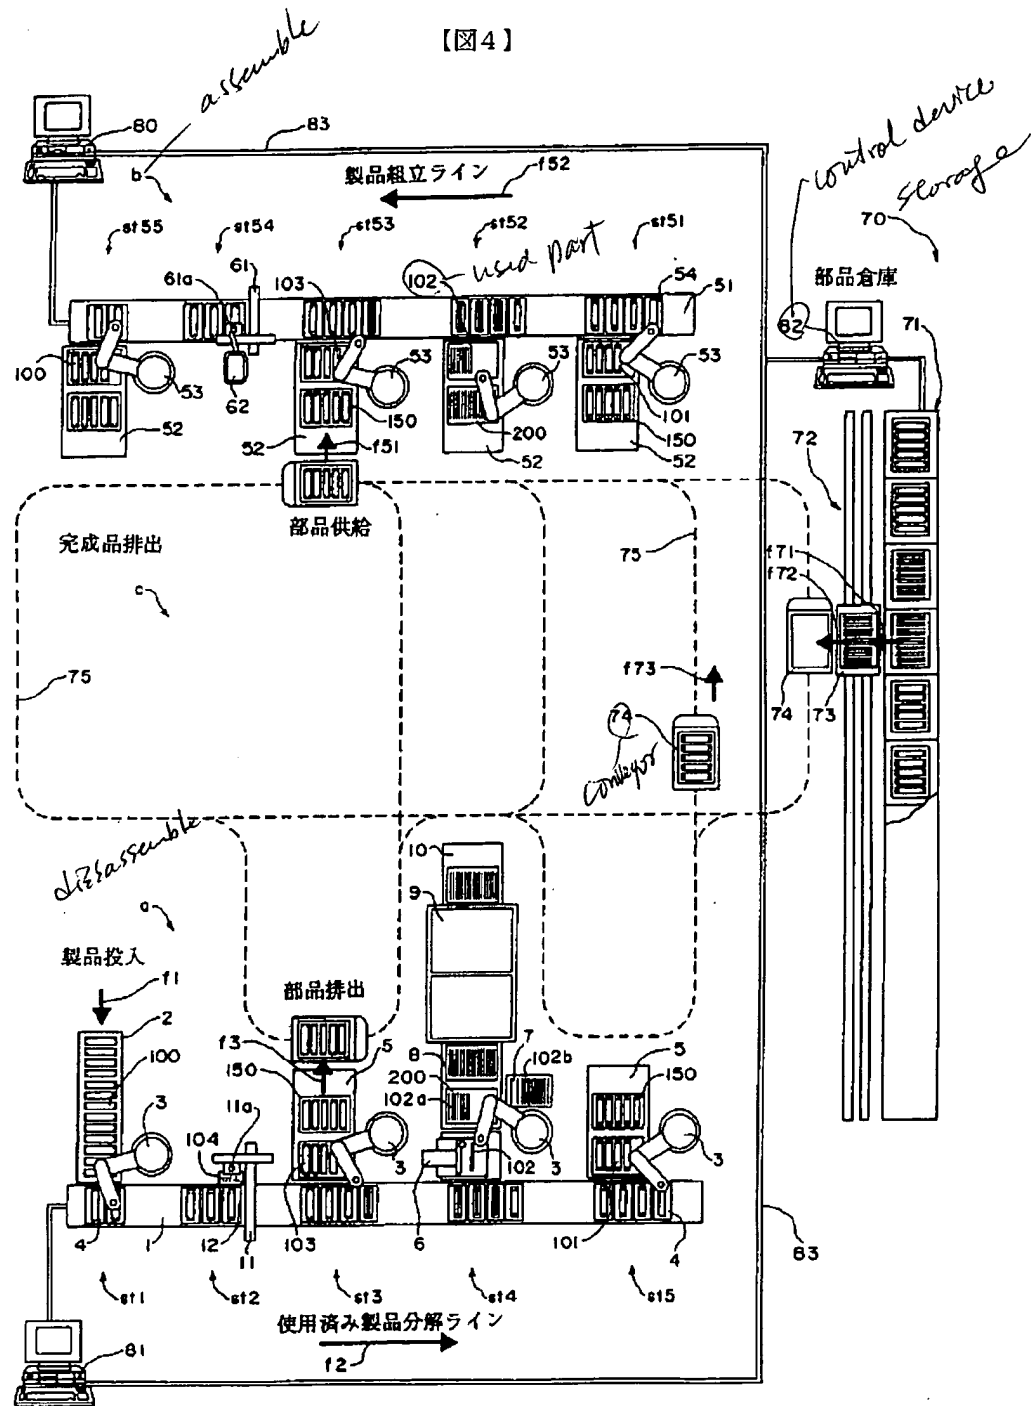 【図4】
assemble
80
83
b
製品組立ライン
f52
control device
storage
70
st55
st54
st53
st52
st51
used part
61
61a
103
102
54
51
部品倉庫
82
71
100
53
62
53
53
53
150
101
52
52
f51
200
52
150
52
72
部品供給
完成品排出
75
f71
f72
c
75
f73
74
74
73
conveyor
disassemble
10
9
a
製品投入
f1
部品排出
2
f3
5
8
7
102b
5
100
150
200
102a
150
3
11a
104
3
102
3
3
4
1
12
11
103
6
101
4
83
st1
st2
st3
st4
st5
使用済み製品分解ライン
f2
81